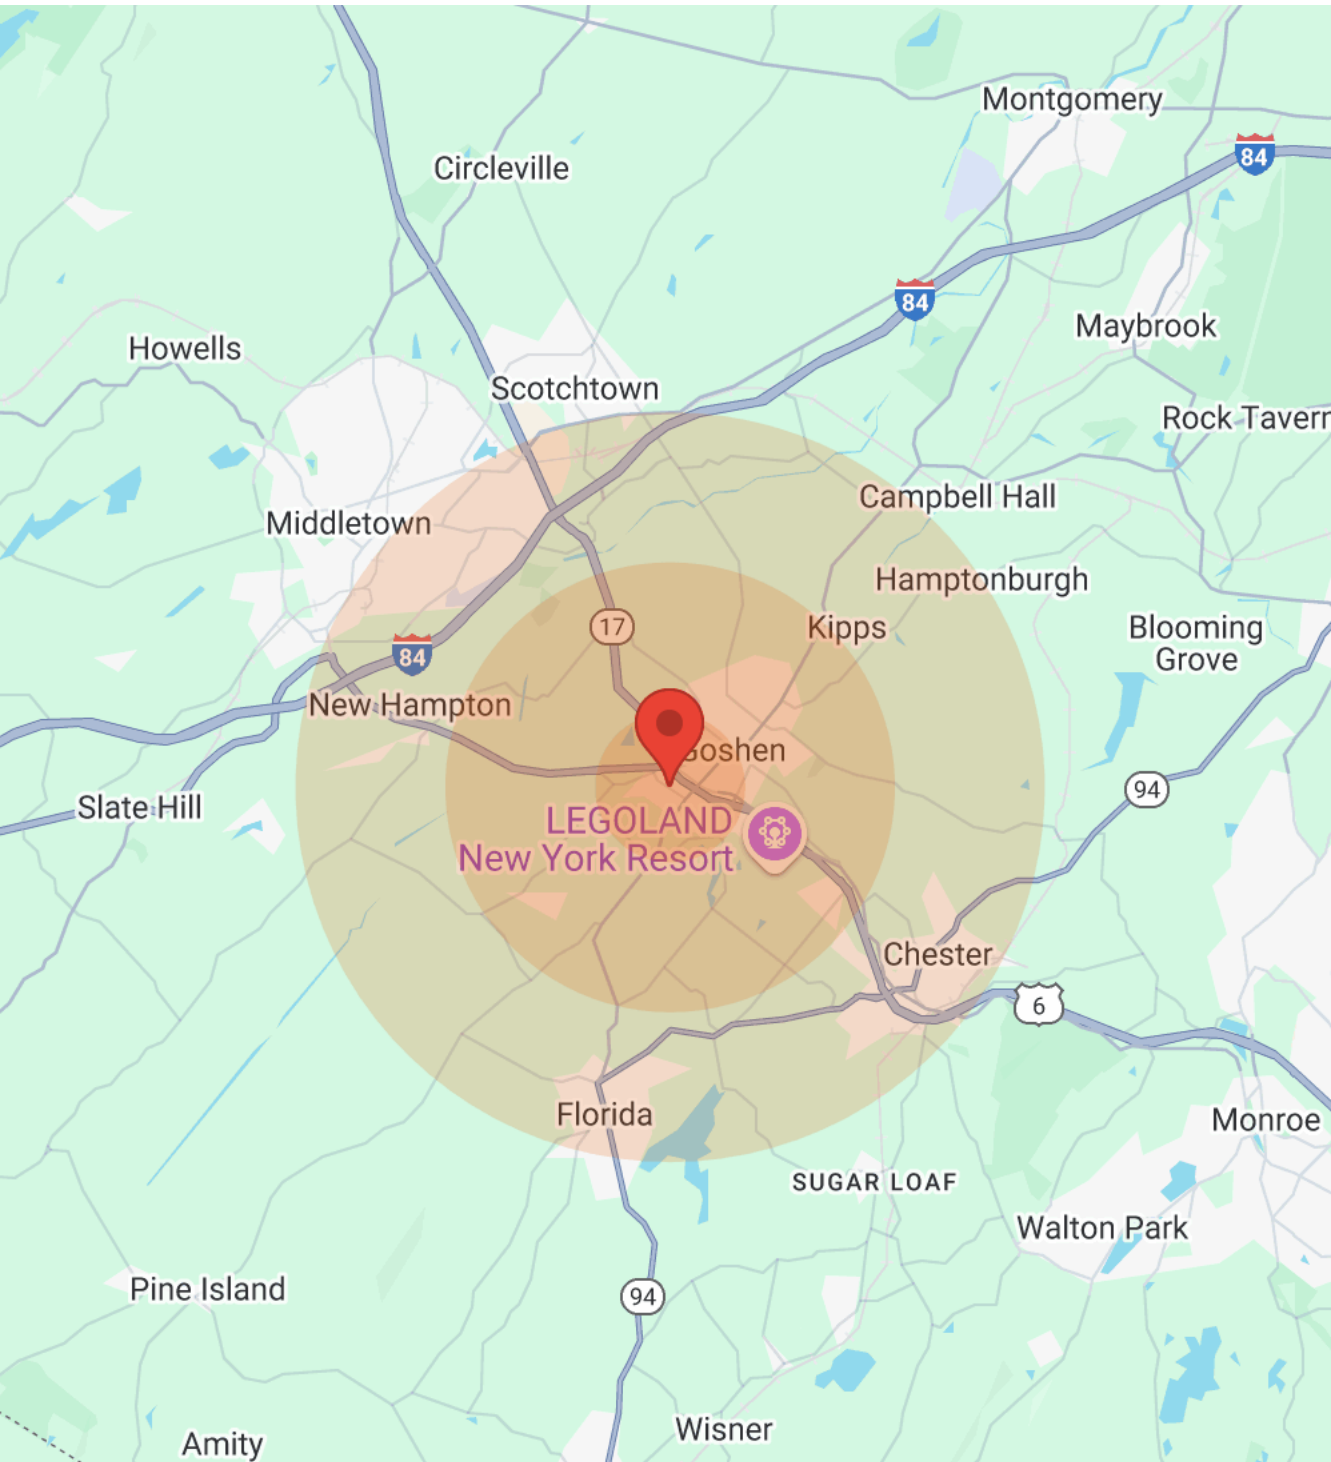 Montgomery
84
Circleville
84
Maybrook
Howells
Scotchtown
Rock Tavern
Campbell Hall
Middletown
Hamptonburgh
17
Kipps
Blooming
Grove
84
New Hampton
Goshen
94
Slate Hill
LEGOLAND
New York Resort
Chester
6
Florida
Monroe
SUGAR LOAF
Walton Park
Pine Island
94
Wisner
Amity